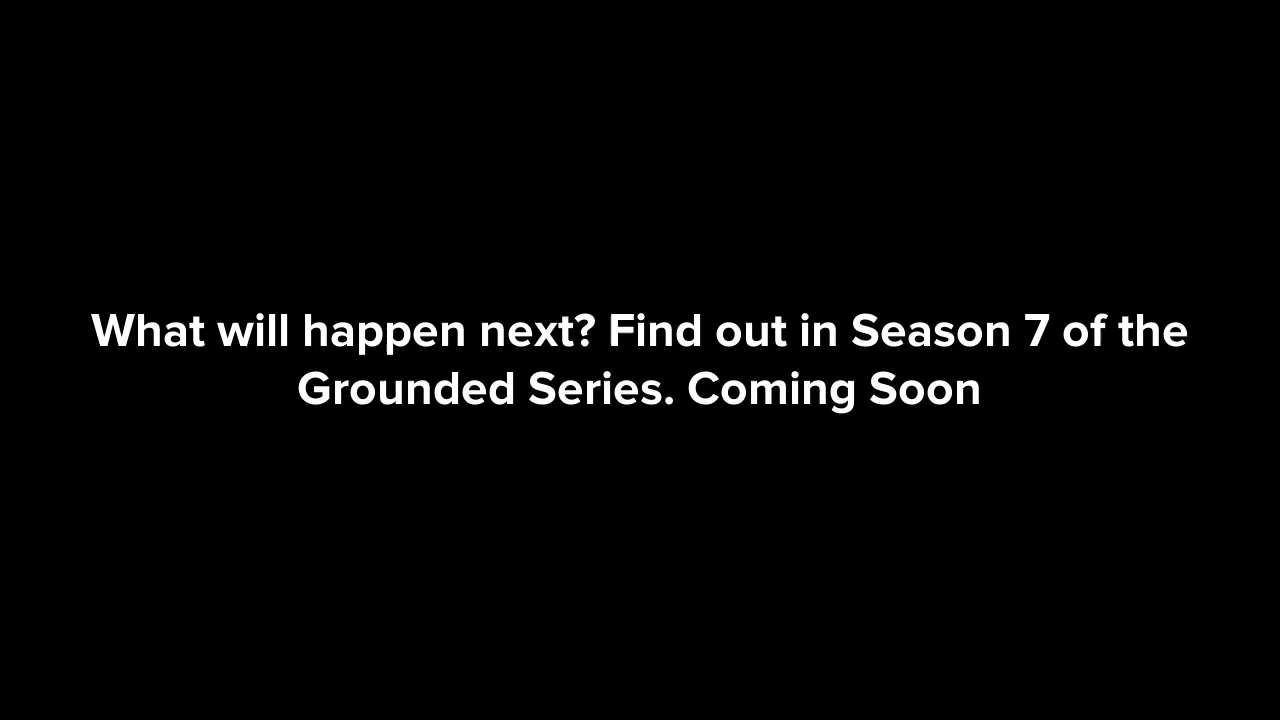 What will happen next? Find out in Season 7 of the
Grounded Series. Coming Soon